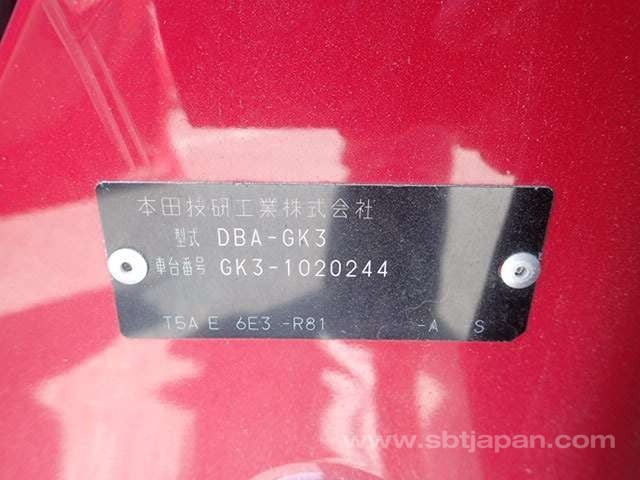 本田技研工業株式会社
型式 DBA-GK3
車台番号 GK3-1020244
T5A E 6E3 -R81 -A S
www.sbtjapan.com